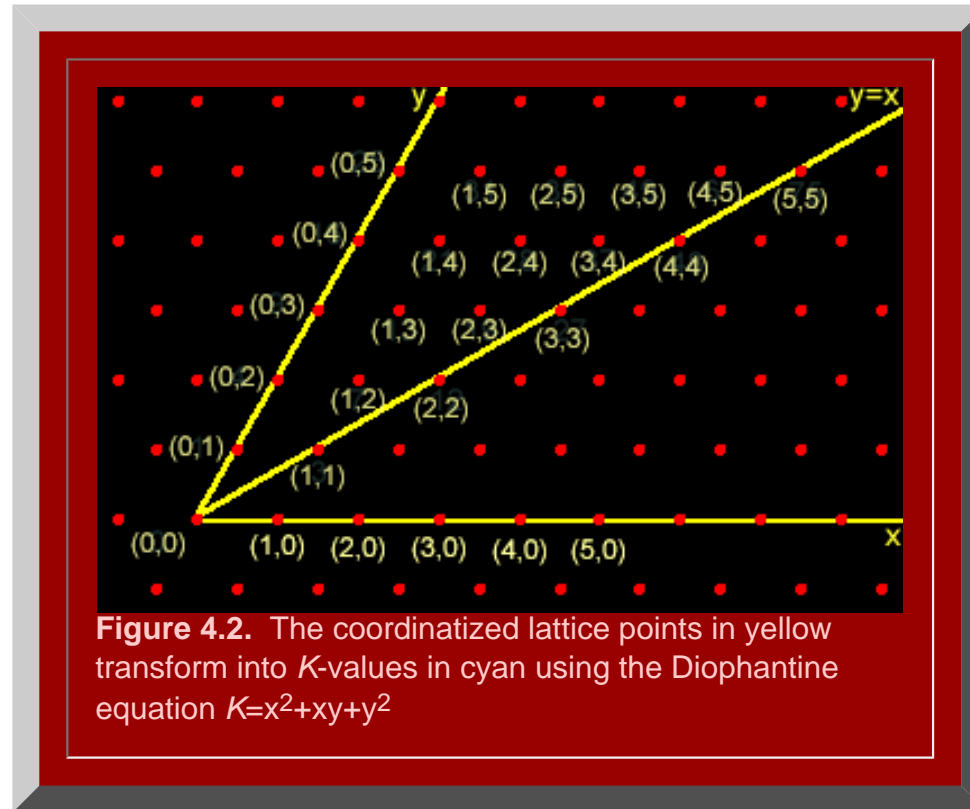 y y=x
(0,5)
(1,5) (2,5) (3,5) (4,5) (5,5)
(0,4)
(1,4) (2,4) (3,4) (4,4)
(0,3)
(1,3) (2,3) (3,3)
(0,2)
(1,2) (2,2)
(0,1)
(1,1)
x
(0,0) (1,0) (2,0) (3,0) (4,0) (5,0)
Figure 4.2. The coordinatized lattice points in yellow
transform into K-values in cyan using the Diophantine
equation K=x²+xy+y²